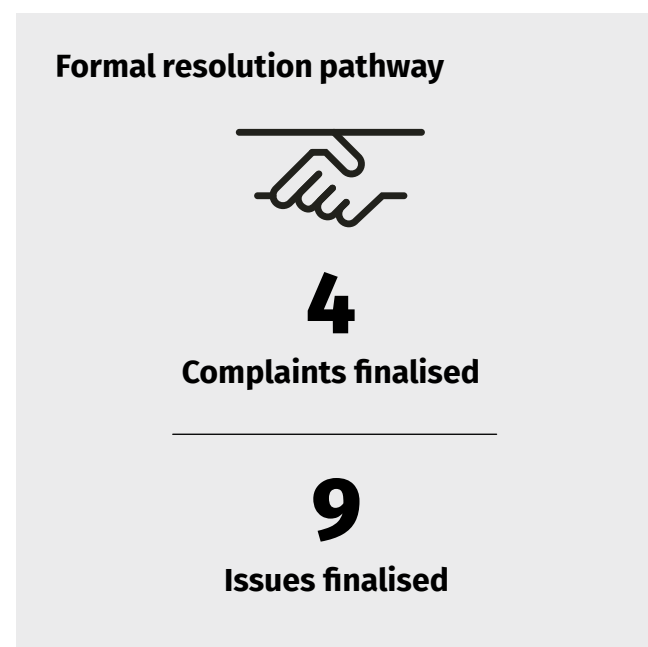 Formal resolution pathway
4
Complaints finalised
9
Issues finalised